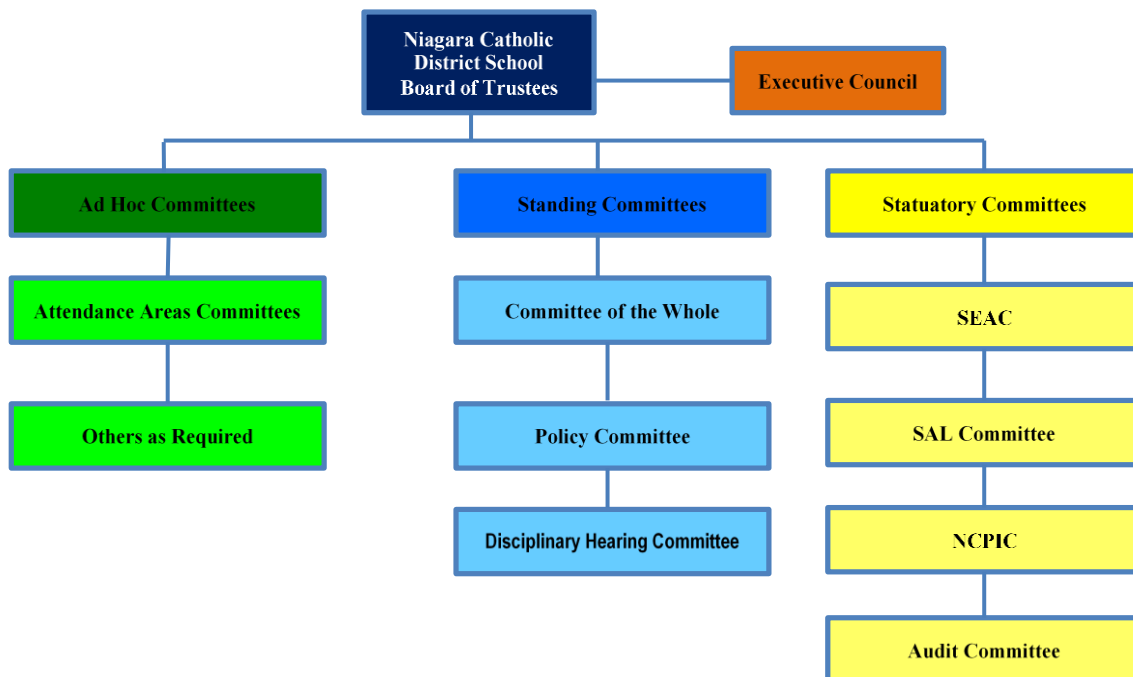 Niagara Catholic
District School
Board of Trustees
Executive Council
Ad Hoc Committees
Standing Committees
Statuatory Committees
Attendance Areas Committees
Committee of the Whole
SEAC
Others as Required
Policy Committee
SAL Committee
Disciplinary Hearing Committee
NCPIC
Audit Committee